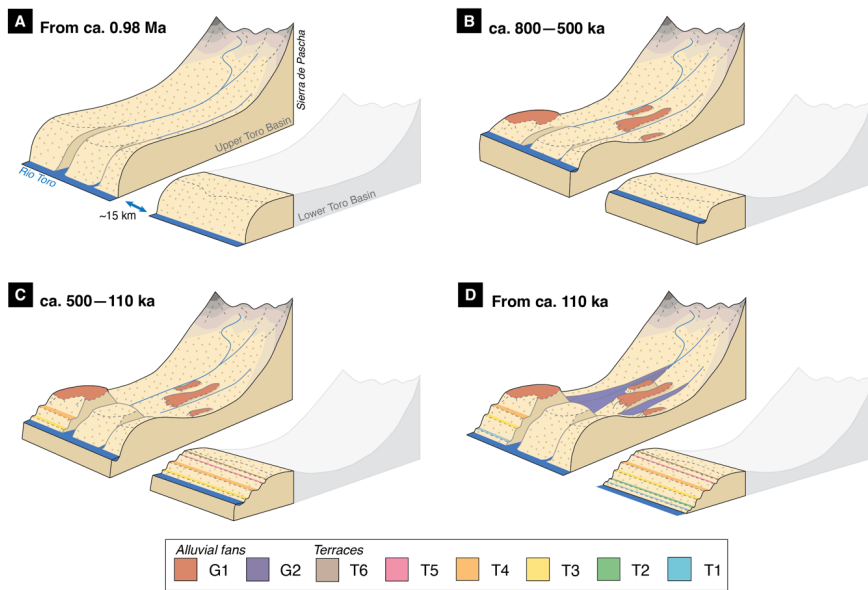 A From ca. 0.98 Ma
Sierra de Pascha
Upper Toro Basin
Rio Toro
~15 km
Lower Toro Basin
B ca. 800—500 ka
C ca. 500—110 ka
D From ca. 110 ka
Alluvial fans Terraces
G1 G2 T6 T5 T4 T3 T2 T1